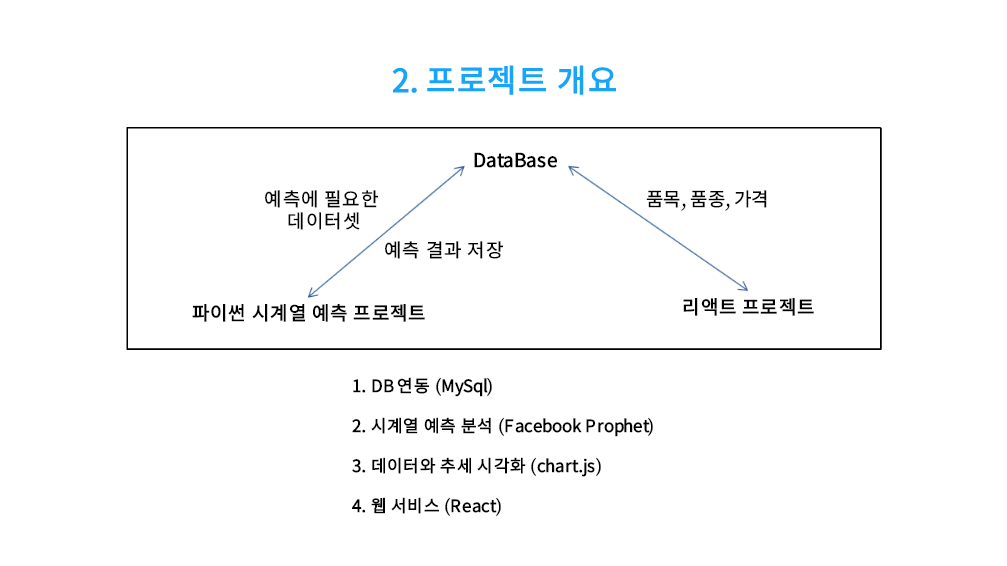 2. 프로젝트 개요
DataBase
예측에 필요한
데이터셋
품목, 품종, 가격
예측 결과 저장
파이썬 시계열 예측 프로젝트
리액트 프로젝트
1. DB 연동 (MySql)
2. 시계열 예측 분석 (Facebook Prophet)
3. 데이터와 추세 시각화 (chart.js)
4. 웹 서비스 (React)